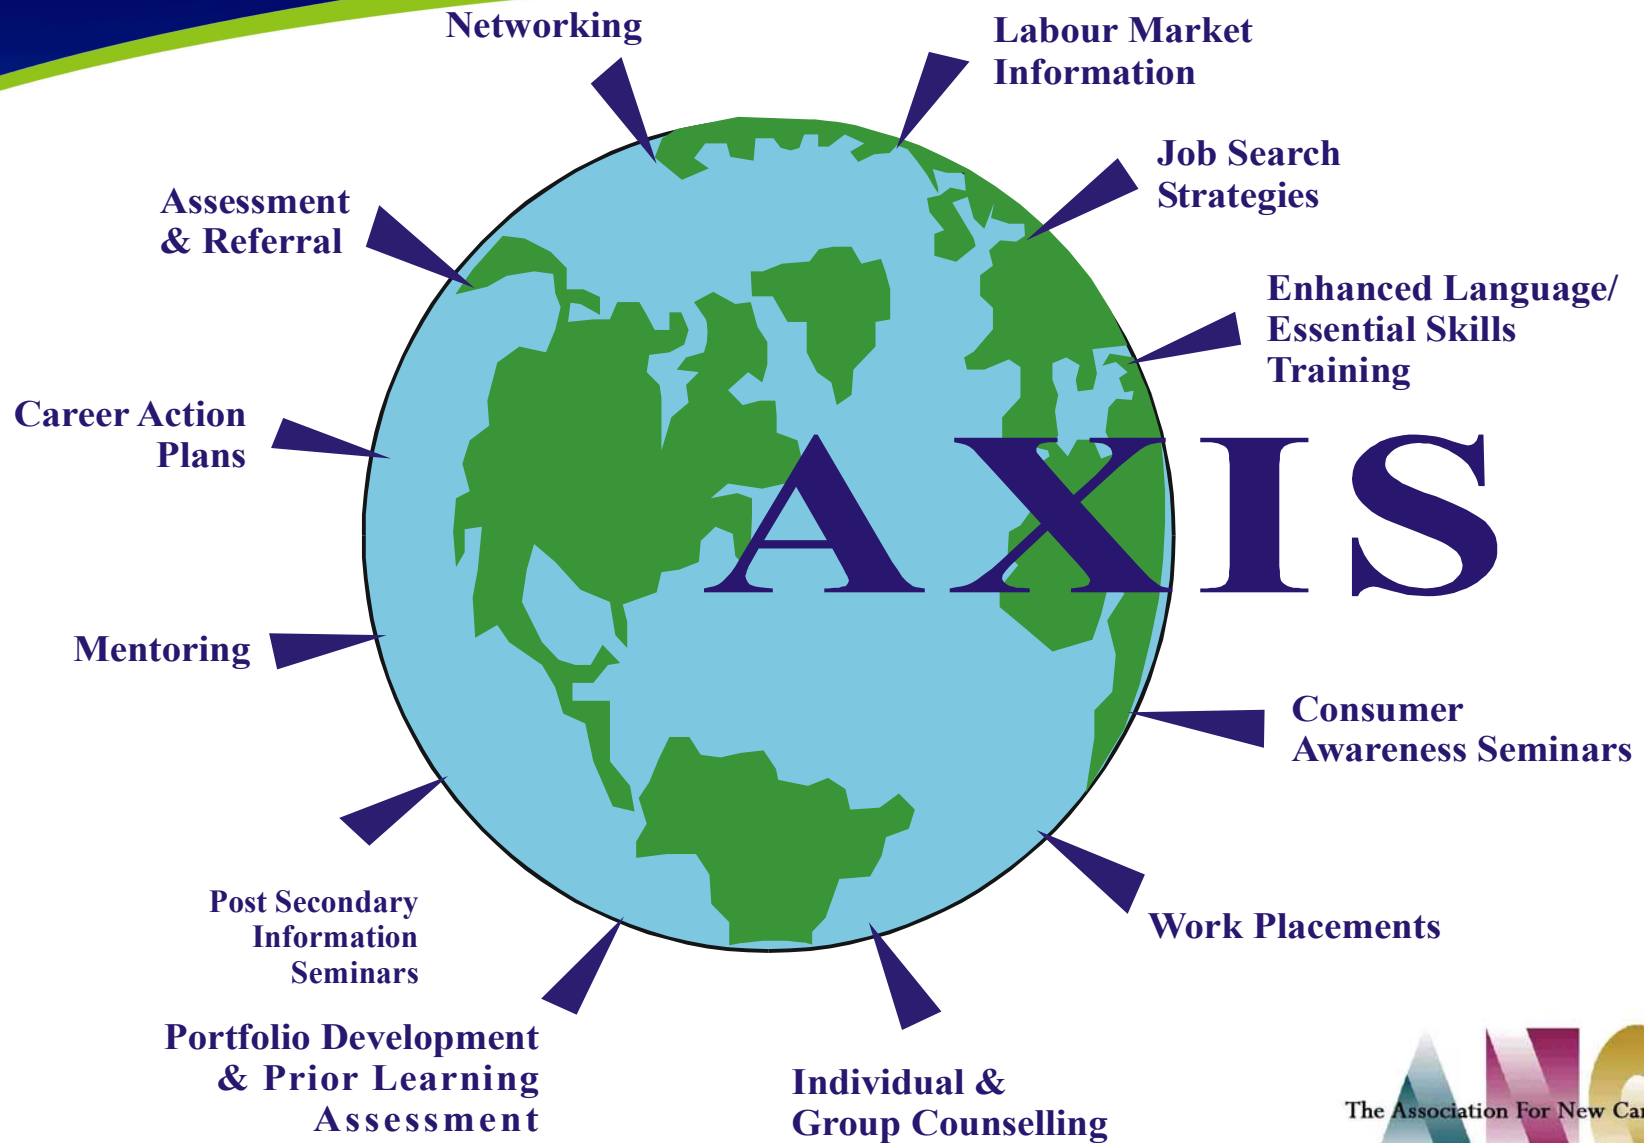 Networking
Labour Market
Information
Job Search
Strategies
Assessment
& Referral
Enhanced Language/
Essential Skills
Training
Career Action
Plans
AXIS
Mentoring
Consumer
Awareness Seminars
Post Secondary
Information
Seminars
Work Placements
Portfolio Development
& Prior Learning
Assessment
Individual &
Group Counselling
AN
The Association For New